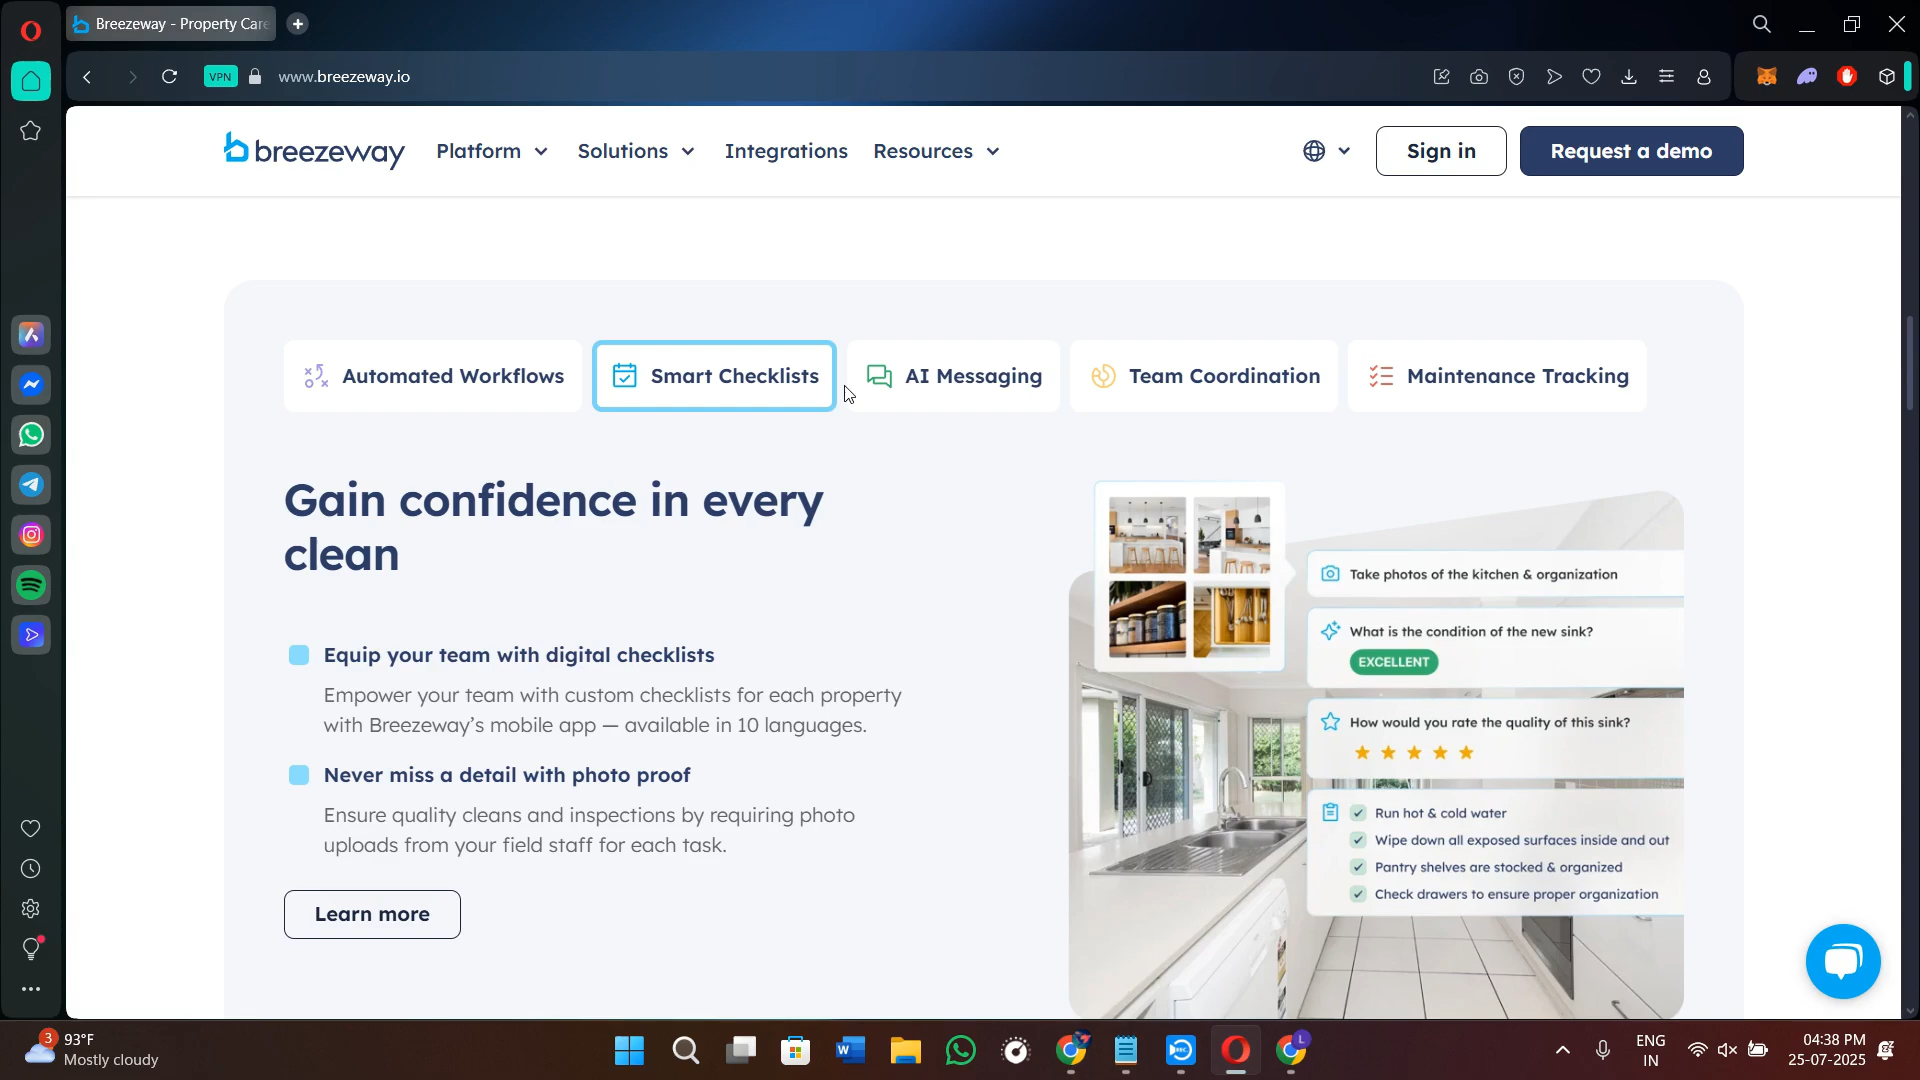 Breezeway - Property Care
VPN
www.breezeway.io
breezeway
Platform
Solutions
Integrations
Resources
Sign in
Request a demo
Automated Workflows
Smart Checklists
AI Messaging
Team Coordination
Maintenance Tracking
Gain confidence in every
clean
Equip your team with digital checklists
Empower your team with custom checklists for each property
with Breezeway's mobile app — available in 10 languages.
Never miss a detail with photo proof
Ensure quality cleans and inspections by requiring photo
uploads from your field staff for each task.
Learn more
Take photos of the kitchen & organization
What is the condition of the new sink?
EXCELLENT
How would you rate the quality of this sink?
Run hot & cold water
Wipe down all exposed surfaces inside and out
Pantry shelves are stocked & organized
Check drawers to ensure proper organization
3
93°F
Mostly cloudy
W
L
ENG
IN
04:38 PM
25-07-2025